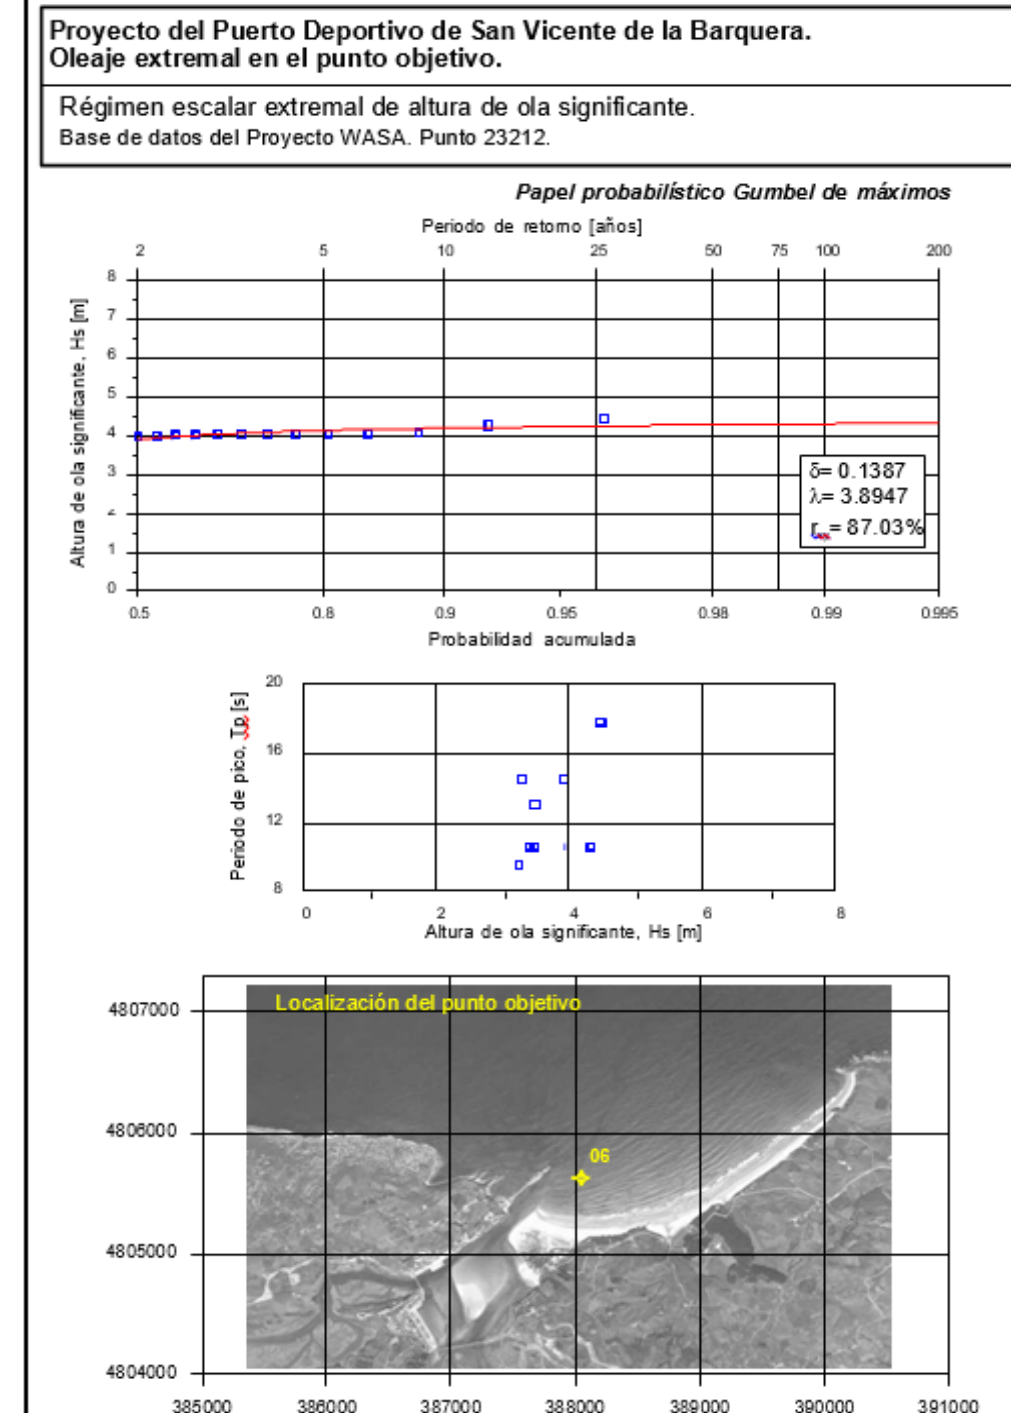 Proyecto del Puerto Deportivo de San Vicente de la Barquera.
Oleaje extremal en el punto objetivo.
Régimen escalar extremal de altura de ola significante.
Base de datos del Proyecto WASA. Punto 23212.
Papel probabilístico Gumbel de máximos
Periodo de retorno [años]
2 5 10 25 50 75 100 200
Altura de ola significante, Hs [m]
8
7
6
5
4
3
2
1
0
δ= 0.1387
λ= 3.8947
= 87.03%
0.5 0.8 0.9 0.95 0.98 0.99 0.995
Probabilidad acumulada
Periodo de pico, Tp [s]
20
16
12
8
0 2 4 6 8
Altura de ola significante, Hs [m]
Localización del punto objetivo
4807000
4806000
06
4805000
4804000
385000 386000 387000 388000 389000 390000 391000